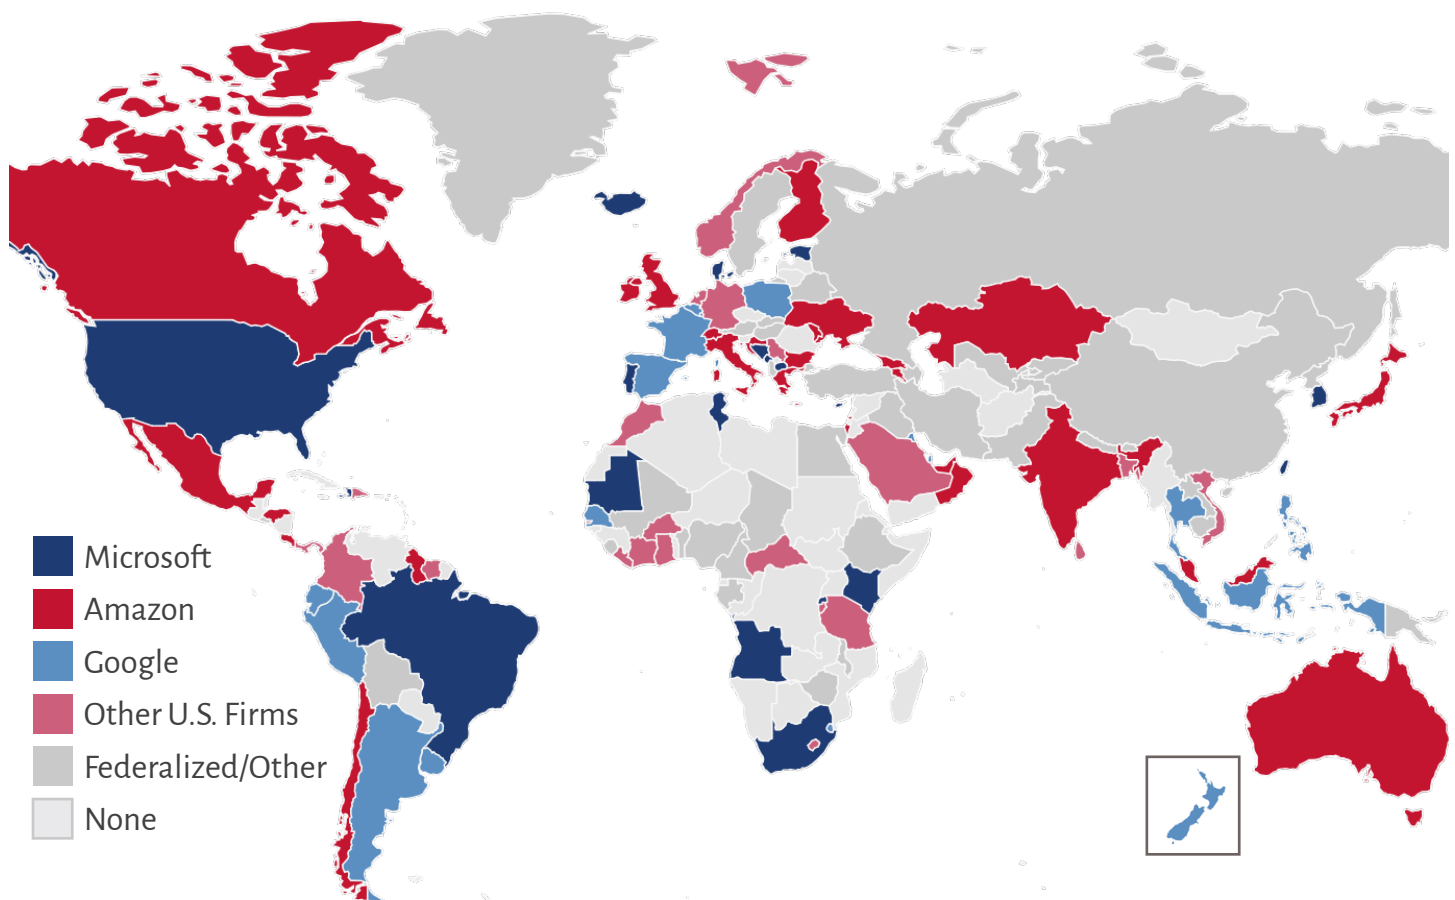 Microsoft
Amazon
Google
Other U.S. Firms
Federalized/Other
None